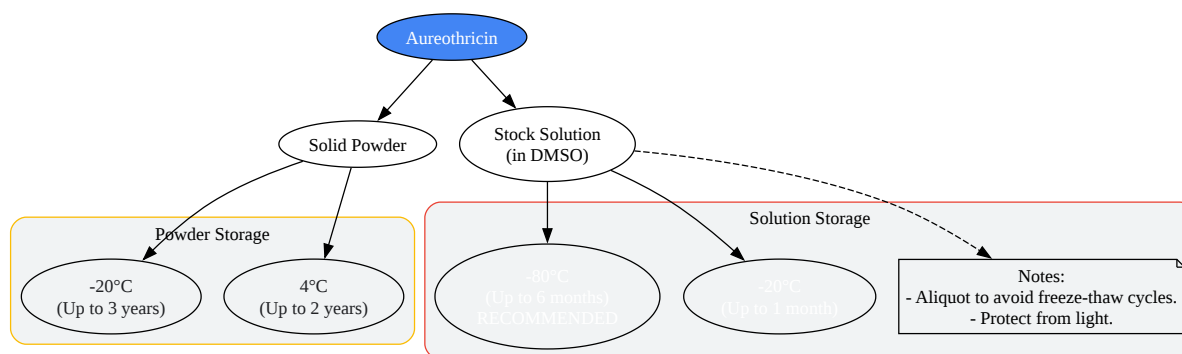 Aureothricin
Solid Powder
Stock Solution
(in DMSO)
Powder Storage
Solution Storage
-20°C
(Up to 3 years)
4°C
(Up to 2 years)
-80°C
(Up to 6 months)
RECOMMENDED
-20°C
(Up to 1 month)
Notes:
- Aliquot to avoid freeze-thaw cycles.
- Protect from light.